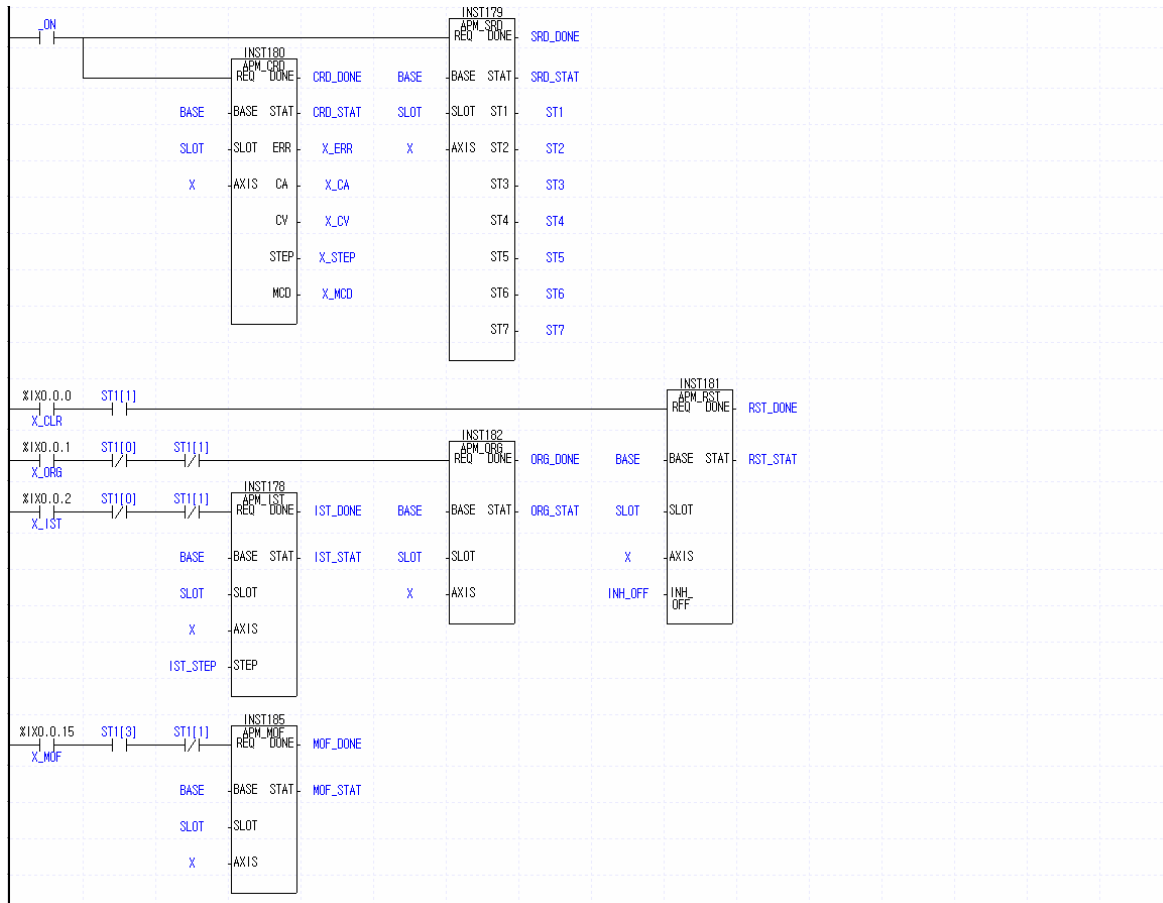 _ON
INST179
APM_SRD
REQ DONE SRD_DONE
INST180
APM_CRD
REQ DONE CRD_DONE BASE BASE STAT SRD_STAT
BASE BASE STAT CRD_STAT SLOT SLOT ST1 ST1
SLOT SLOT ERR X_ERR X AXIS ST2 ST2
X AXIS CA X_CA ST3 ST3
CV X_CV ST4 ST4
STEP X_STEP ST5 ST5
MCD X_MCD ST6 ST6
ST7 ST7
INST181
%IX0.0.0 ST1[1] APM_RST
REQ DONE RST_DONE
X_CLR
INST182
%IX0.0.1 ST1[0] ST1[1] APM_ORG
REQ DONE ORG_DONE BASE BASE STAT RST_STAT
X_ORG
INST178
%IX0.0.2 ST1[0] ST1[1] APM_IST
REQ DONE IST_DONE BASE BASE STAT ORG_STAT SLOT SLOT
X_IST
BASE BASE STAT IST_STAT SLOT SLOT X AXIS
SLOT SLOT X AXIS INH_OFF INH_
OFF
X AXIS
IST_STEP STEP
INST185
%IX0.0.15 ST1[3] ST1[1] APM_MOF
REQ DONE MOF_DONE
X_MOF
BASE BASE STAT MOF_STAT
SLOT SLOT
X AXIS